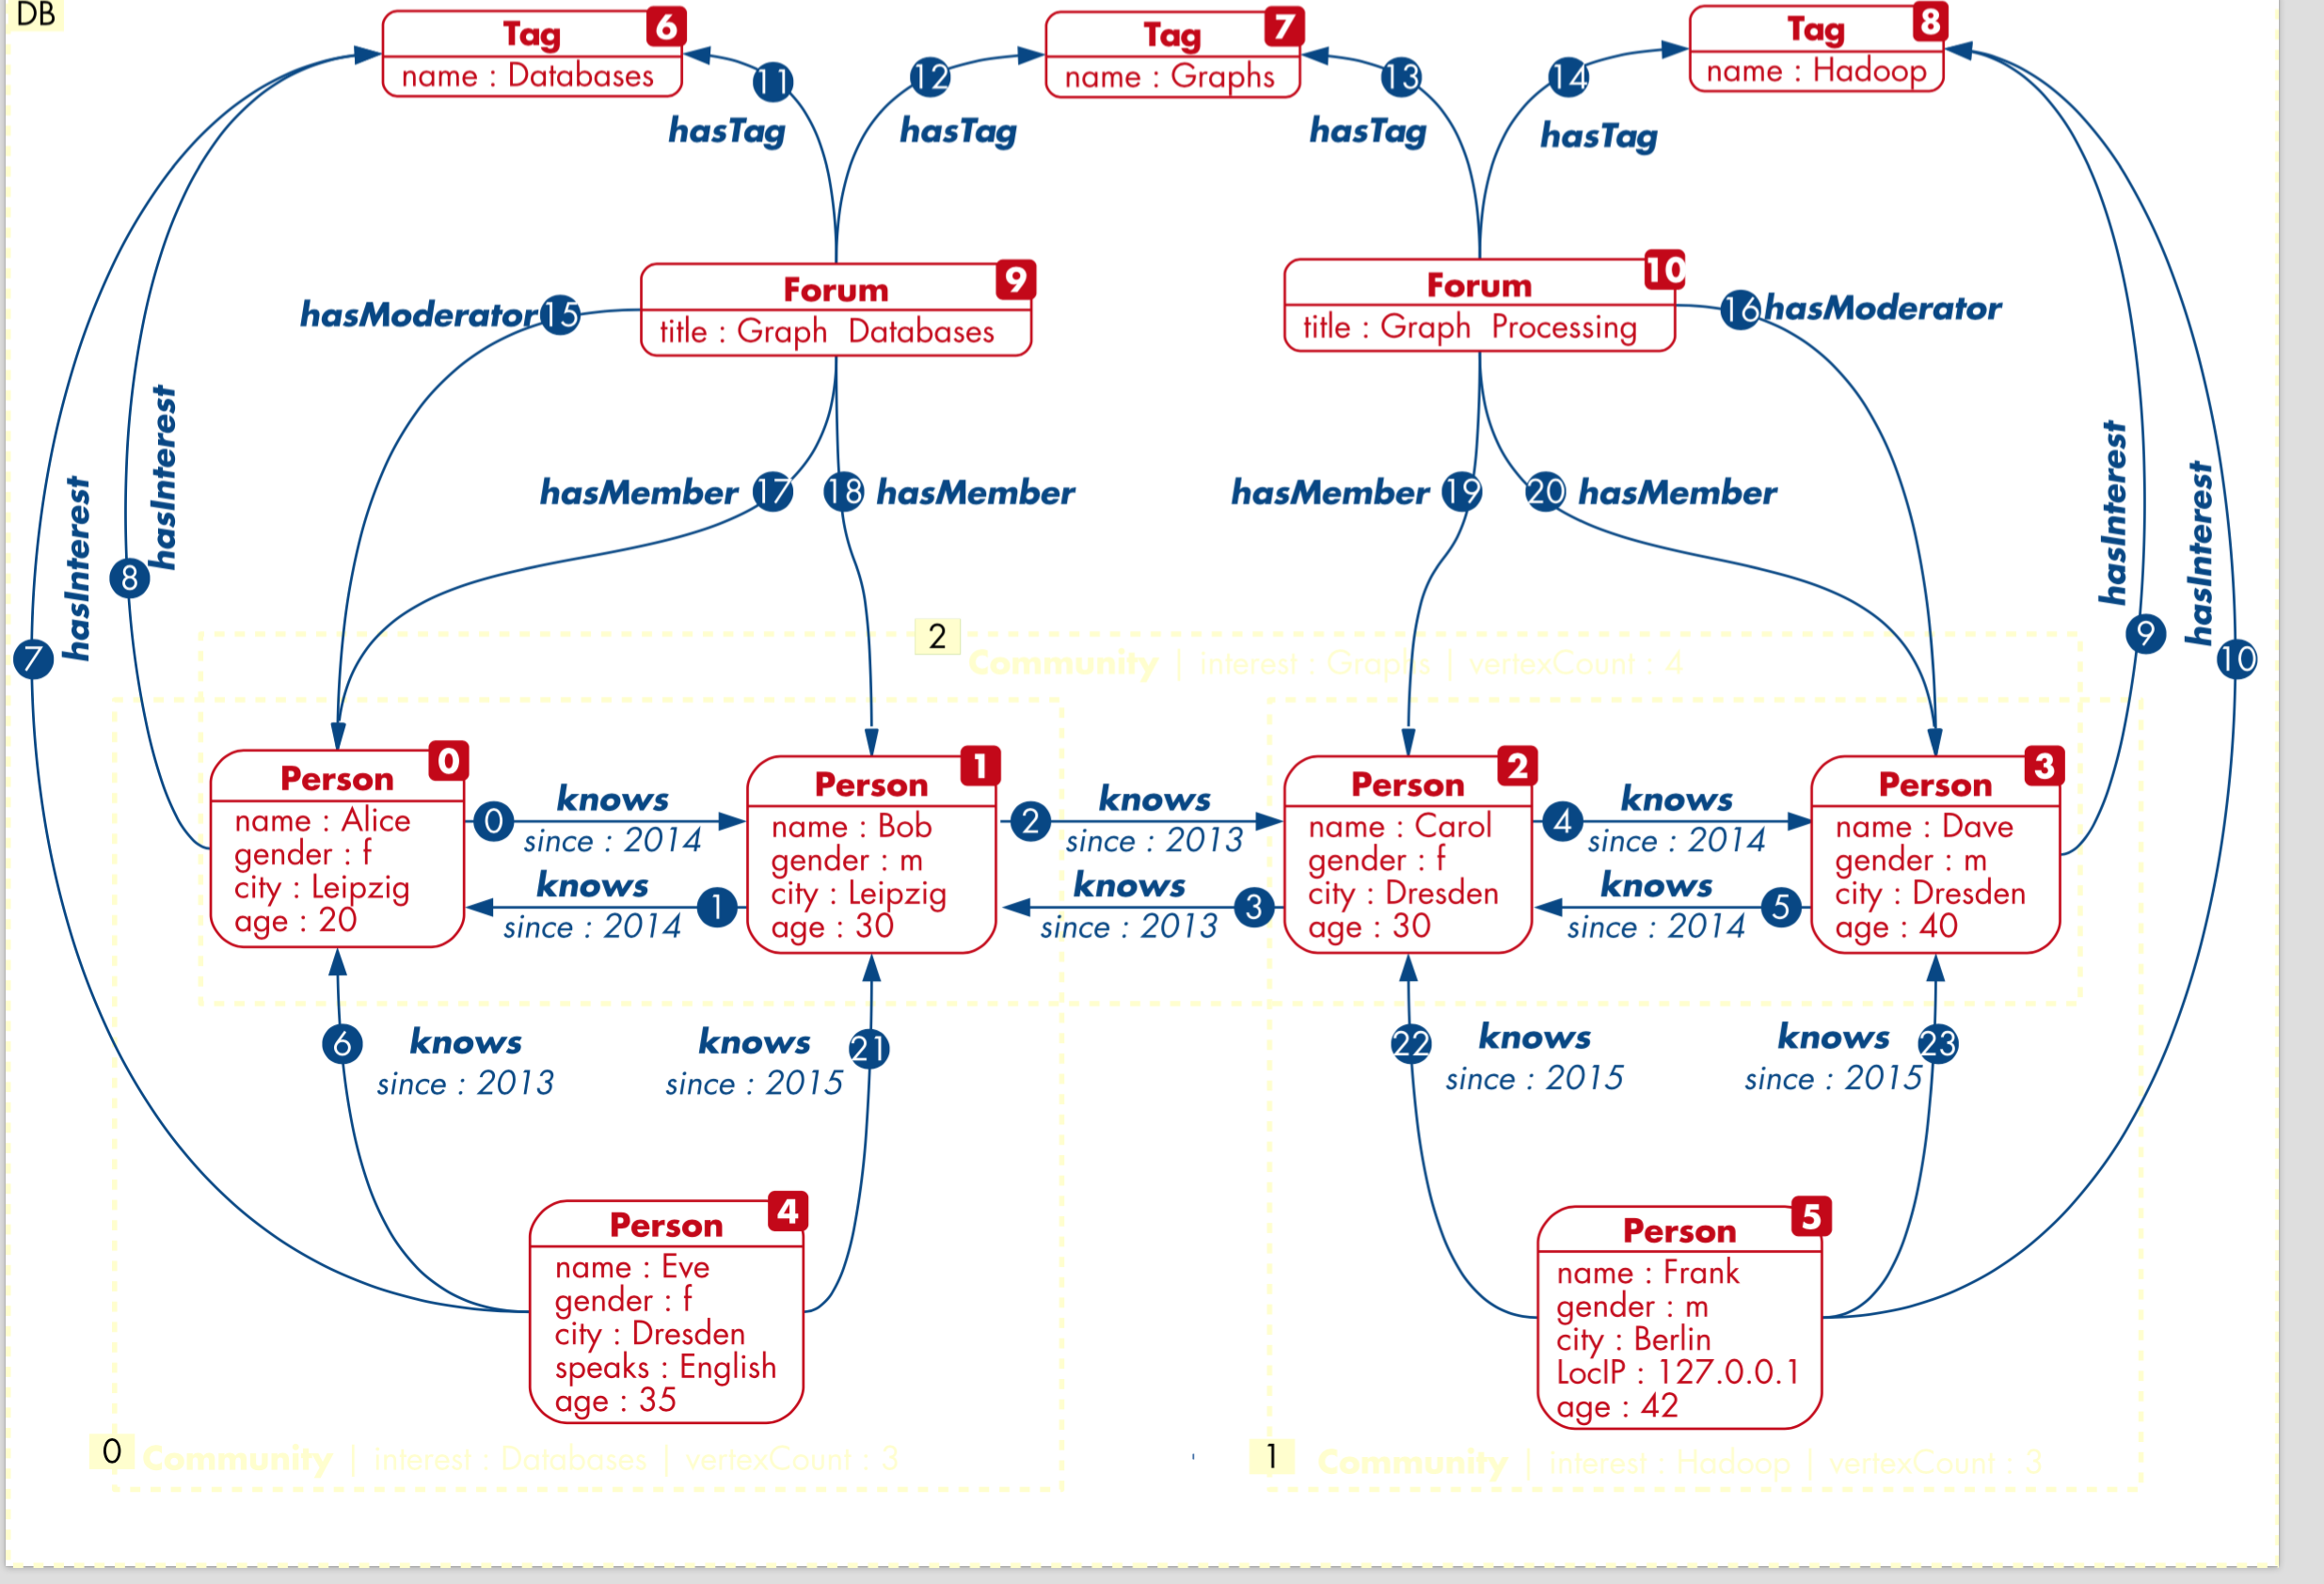 DB
Tag 6
name : Databases
Tag 7
name : Graphs
Tag 8
name : Hadoop
11
hasTag
12
hasTag
13
hasTag
14
hasTag
Forum 9
title : Graph Databases
Forum 10
title : Graph Processing
hasModerator 15
16 hasModerator
hasInterest
7
hasInterest
8
hasMember 17
18 hasMember
hasMember 19
20 hasMember
hasInterest
9
hasInterest
10
2
Community | interest : Graphs | vertexCount : 4
Person 0
name : Alice
gender : f
city : Leipzig
age : 20
0 knows
since : 2014
knows 1
since : 2014
Person 1
name : Bob
gender : m
city : Leipzig
age : 30
2 knows
since : 2013
knows 3
since : 2013
Person 2
name : Carol
gender : f
city : Dresden
age : 30
4 knows
since : 2014
knows 5
since : 2014
Person 3
name : Dave
gender : m
city : Dresden
age : 40
6 knows
since : 2013
knows 21
since : 2015
22 knows
since : 2015
knows 23
since : 2015
Person 4
name : Eve
gender : f
city : Dresden
speaks : English
age : 35
Person 5
name : Frank
gender : m
city : Berlin
LocIP : 127.0.0.1
age : 42
0 Community | interest : Databases | vertexCount : 3
1 Community | interest : Hadoop | vertexCount : 3